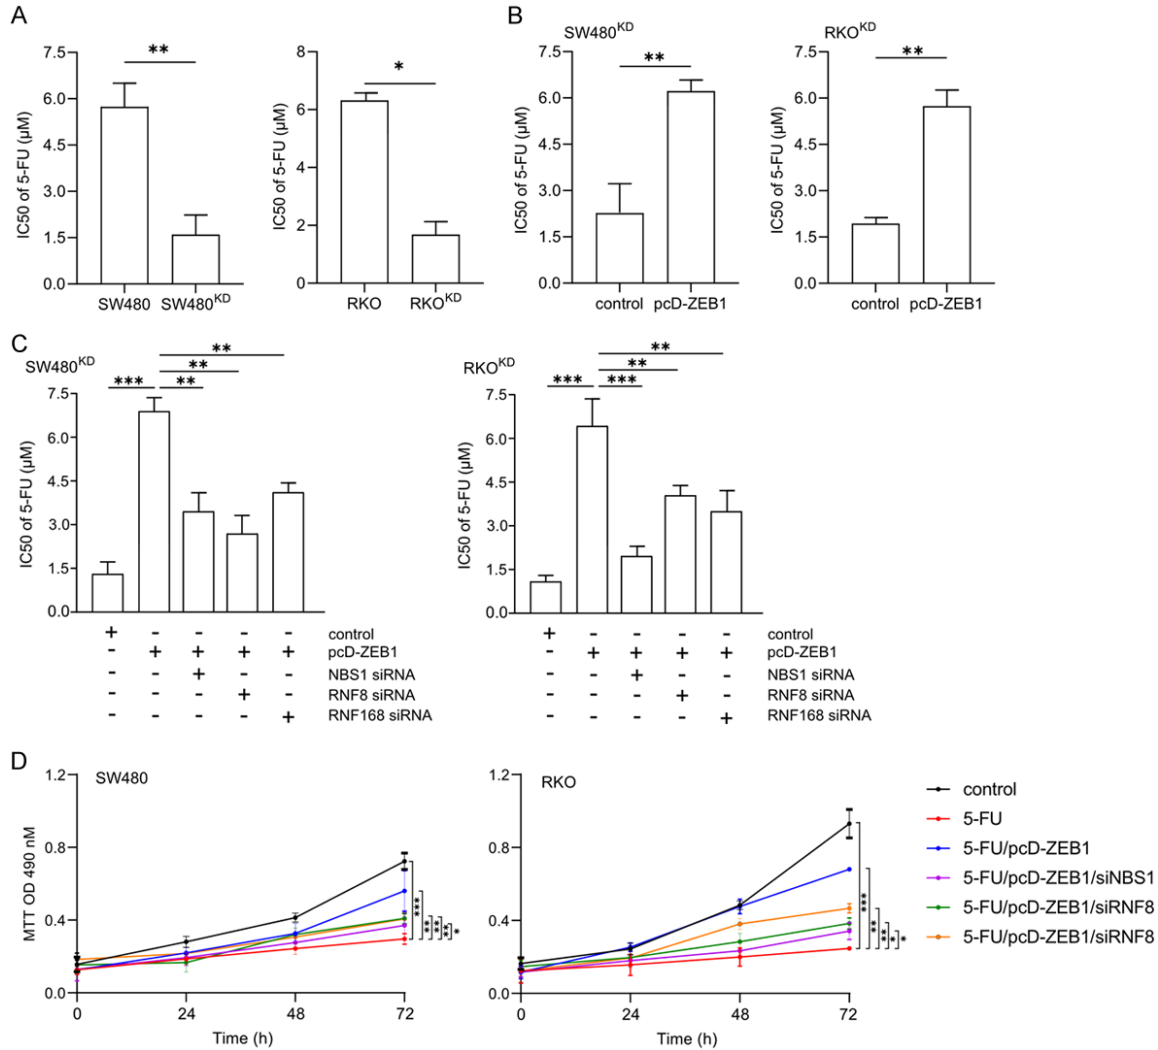 A
B
**
*
SW480KD
**
RKOKD
**
7.5
6.0
4.5
3.0
1.5
0.0
IC50 of 5-FU (µM)
SW480 SW480KD
8
6
4
2
0
IC50 of 5-FU (µM)
RKO RKOKD
7.5
6.0
4.5
3.0
1.5
0.0
IC50 of 5-FU (µM)
control pcD-ZEB1
7.5
6.0
4.5
3.0
1.5
0.0
IC50 of 5-FU (µM)
control pcD-ZEB1
C
SW480KD
**
**
*** **
7.5
6.0
4.5
3.0
1.5
0.0
IC50 of 5-FU (µM)
+ - - - - control
- + + + + pcD-ZEB1
- - + - - NBS1 siRNA
- - - + - RNF8 siRNA
- - - - + RNF168 siRNA
RKOKD
**
**
*** ***
7.5
6.0
4.5
3.0
1.5
0.0
IC50 of 5-FU (µM)
+ - - - - control
- + + + + pcD-ZEB1
- - + - - NBS1 siRNA
- - - + - RNF8 siRNA
- - - - + RNF168 siRNA
D
SW480
1.2
0.8
0.4
0.0
MTT OD 490 nM
0 24 48 72
Time (h)
*** ** ** ** *
RKO
1.2
0.8
0.4
0.0
0 24 48 72
Time (h)
*** ** ** * *
control
5-FU
5-FU/pcD-ZEB1
5-FU/pcD-ZEB1/siNBS1
5-FU/pcD-ZEB1/siRNF8
5-FU/pcD-ZEB1/siRNF8